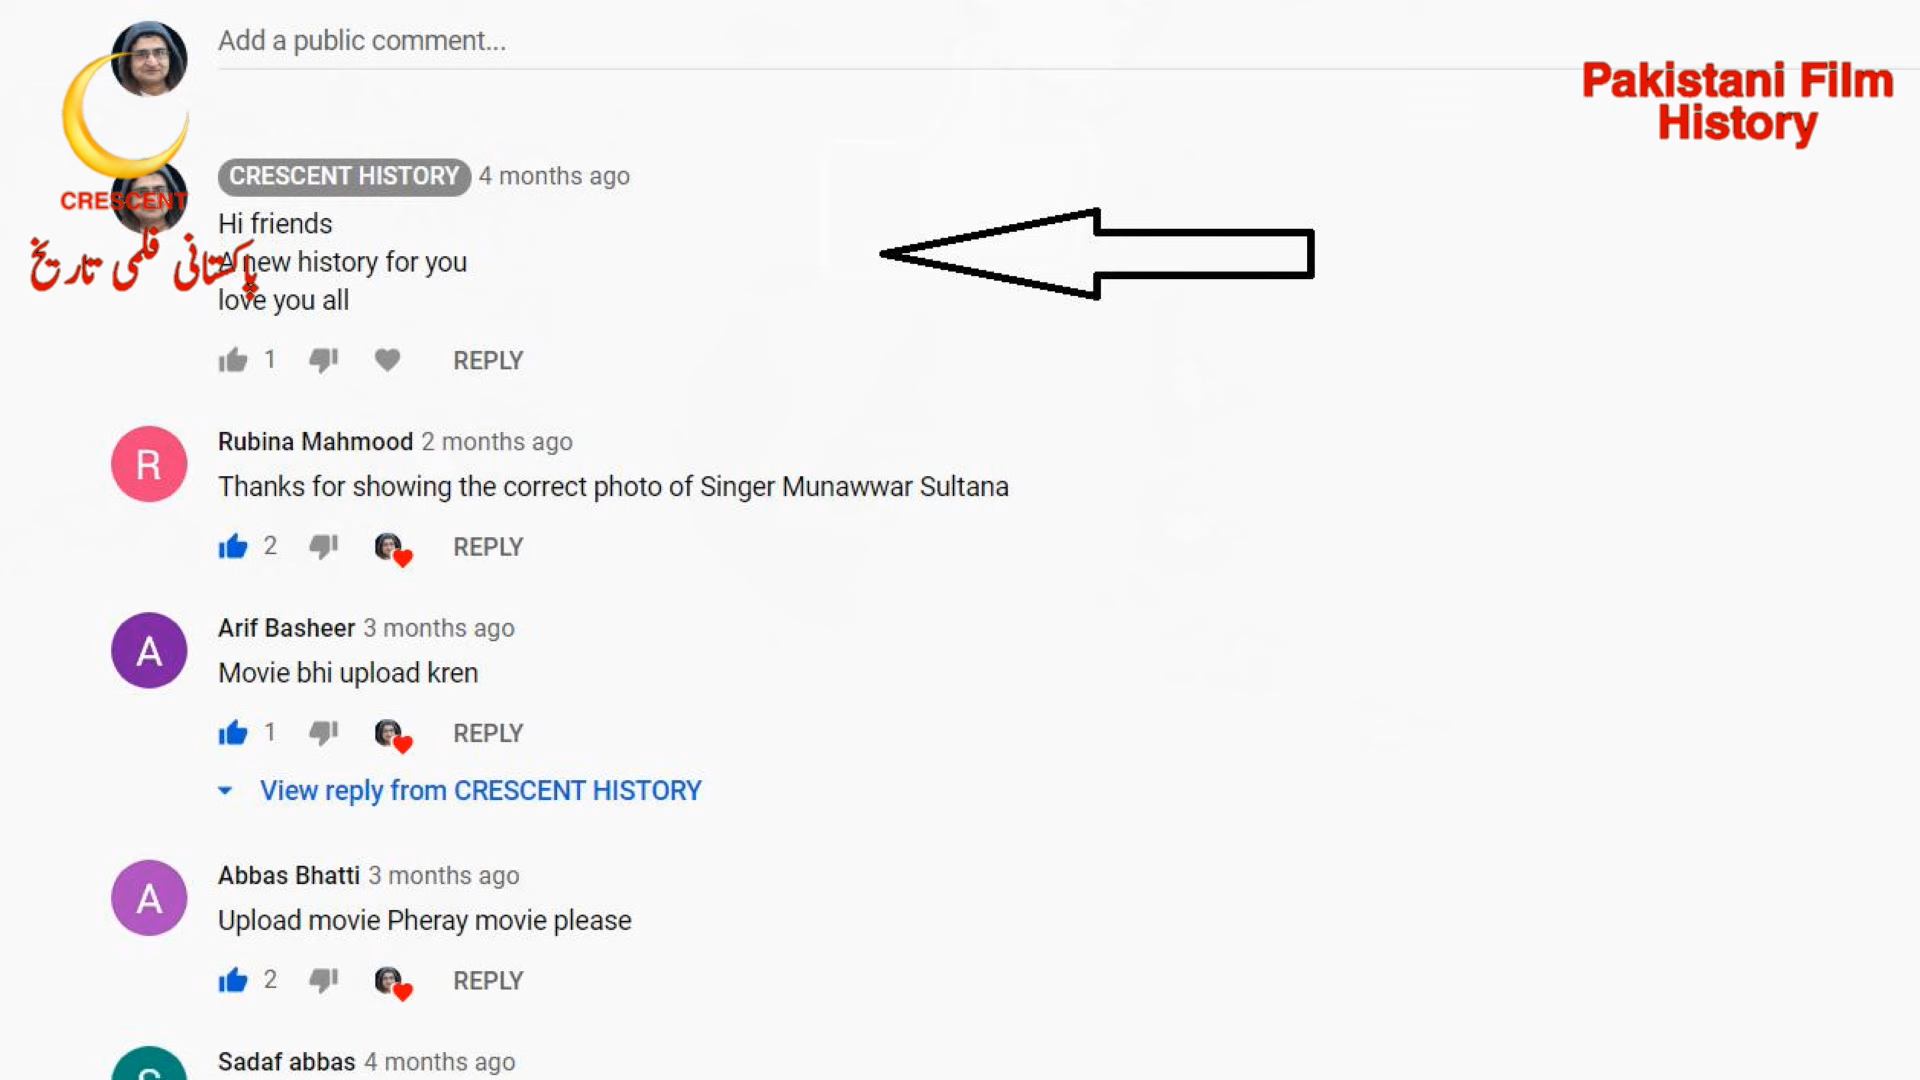 Add a public comment...
Pakistani Film
History
CRESCENT HISTORY 4 months ago
CRESCENT
Hi friends
پاکستانی فلمی تاریخ
A new history for you
love you all
1 REPLY
R
Rubina Mahmood 2 months ago
Thanks for showing the correct photo of Singer Munawwar Sultana
2 REPLY
A
Arif Basheer 3 months ago
Movie bhi upload kren
1 REPLY
View reply from CRESCENT HISTORY
A
Abbas Bhatti 3 months ago
Upload movie Pheray movie please
2 REPLY
Sadaf abbas 4 months ago